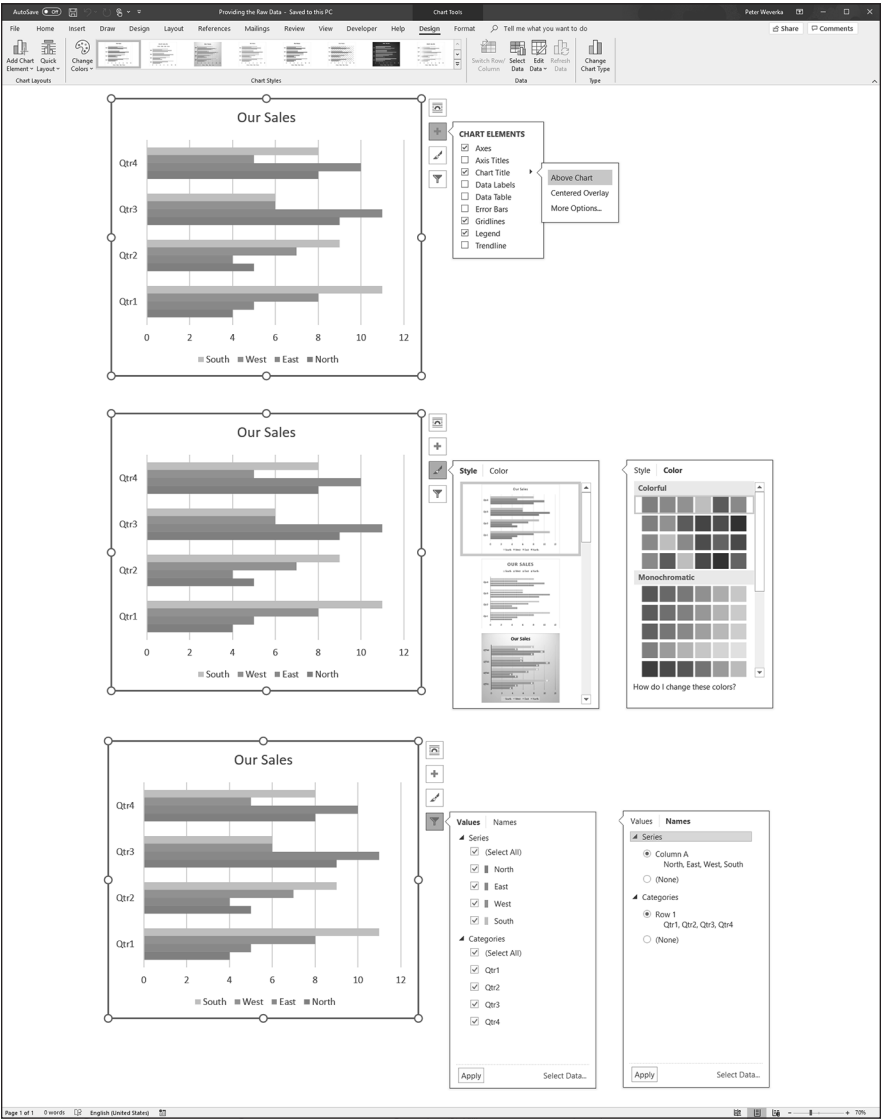 AutoSave Off Providing the Raw Data - Saved to this PC Chart Tools Peter Weverka
File Home Insert Draw Design Layout References Mailings Review View Developer Help Design Format Tell me what you want to do Share Comments
Add Chart Element Quick Layout Change Colors Switch Row/ Column Select Data Edit Data Refresh Data Change Chart Type
Chart Layouts Chart Styles Data Type
Our Sales
Qtr4
Qtr3
Qtr2
Qtr1
0 2 4 6 8 10 12
South West East North
CHART ELEMENTS
Axes
Axis Titles
Chart Title
Data Labels
Data Table
Error Bars
Gridlines
Legend
Trendline
Above Chart
Centered Overlay
More Options...
Our Sales
Qtr4
Qtr3
Qtr2
Qtr1
0 2 4 6 8 10 12
South West East North
Style Color
Our Sales
OUR SALES
Our Sales
Style Color
Colorful
Monochromatic
How do I change these colors?
Our Sales
Qtr4
Qtr3
Qtr2
Qtr1
0 2 4 6 8 10 12
South West East North
Values Names
Series
(Select All)
North
East
West
South
Categories
(Select All)
Qtr1
Qtr2
Qtr3
Qtr4
Apply Select Data...
Values Names
Series
Column A
North, East, West, South
(None)
Categories
Row 1
Qtr1, Qtr2, Qtr3, Qtr4
(None)
Apply Select Data...
Page 1 of 1 0 words English (United States) 70%